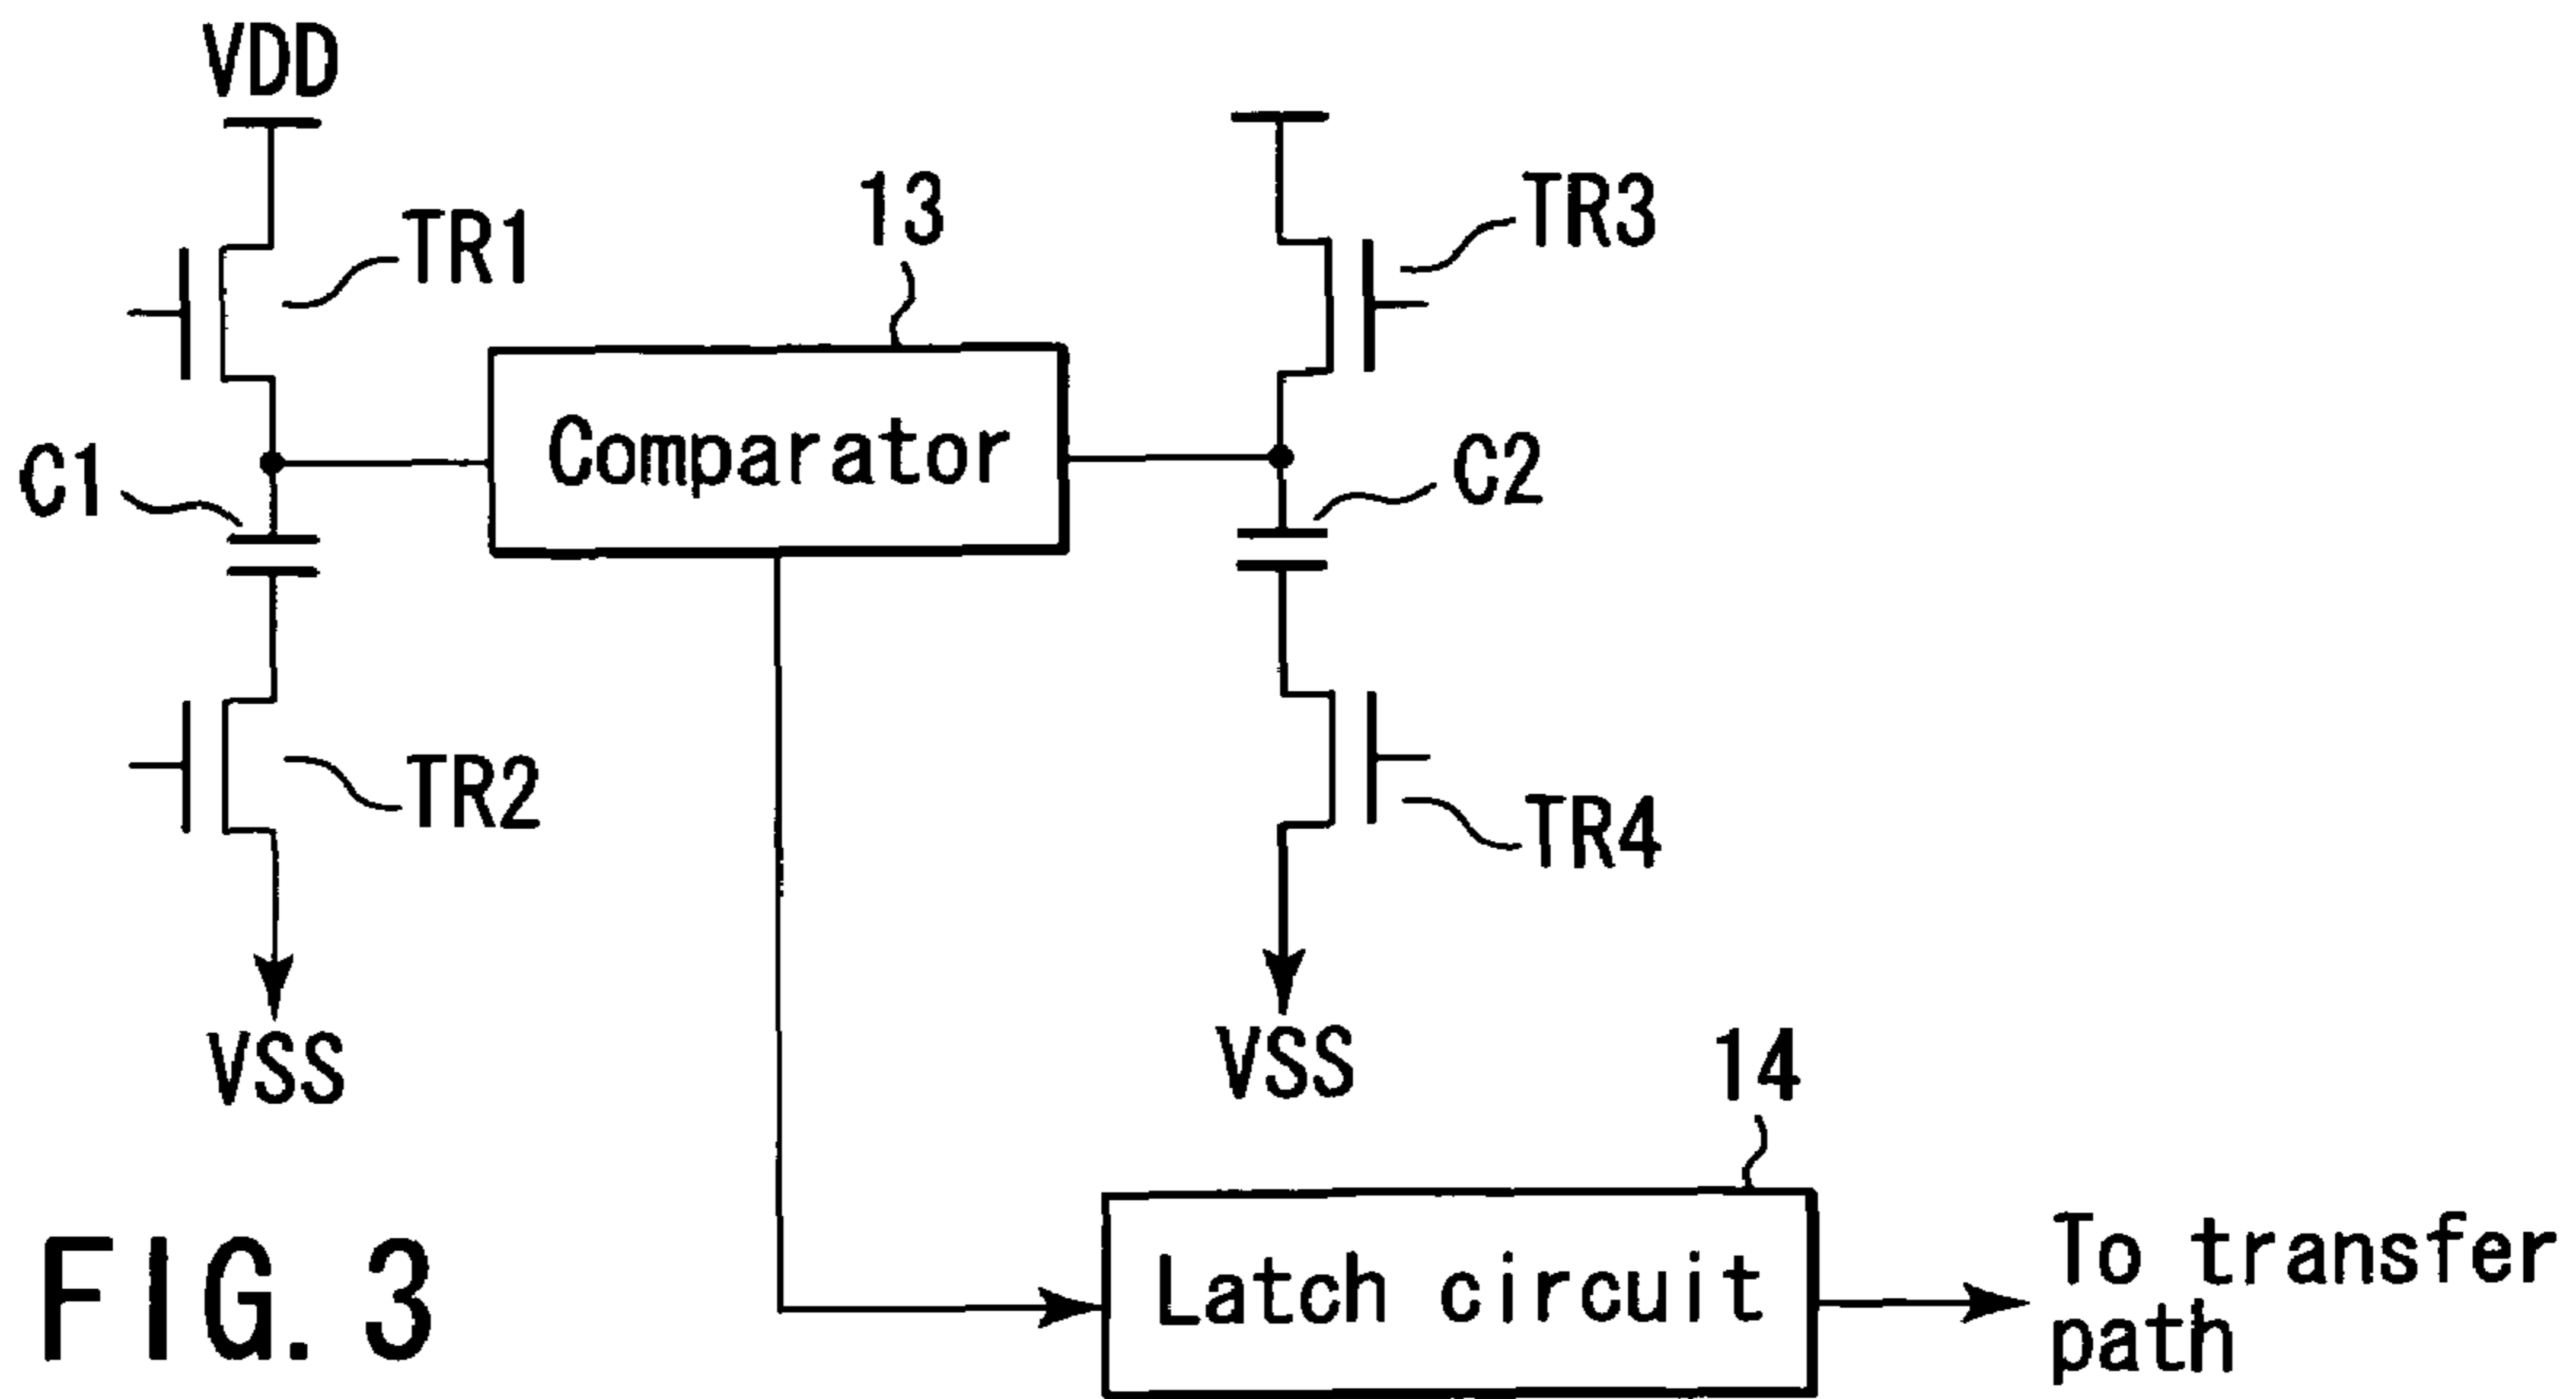 VDD
TR1
13
TR3
Comparator
C1
C2
TR2
TR4
VSS
VSS
14
Latch circuit
To transfer
path
FIG. 3